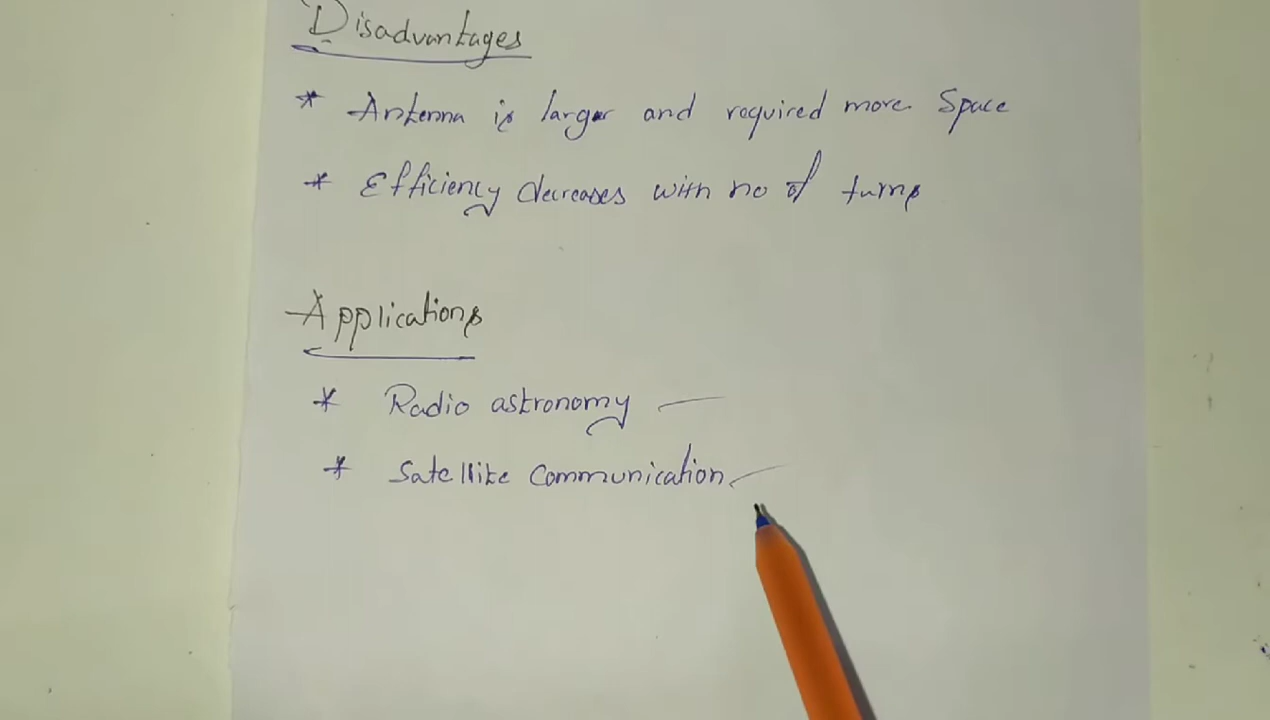 Disadvantages
* Antenna is larger and required more Space
* Efficiency decreases with no of turns
Applications
* Radio astronomy
* Satellite Communication